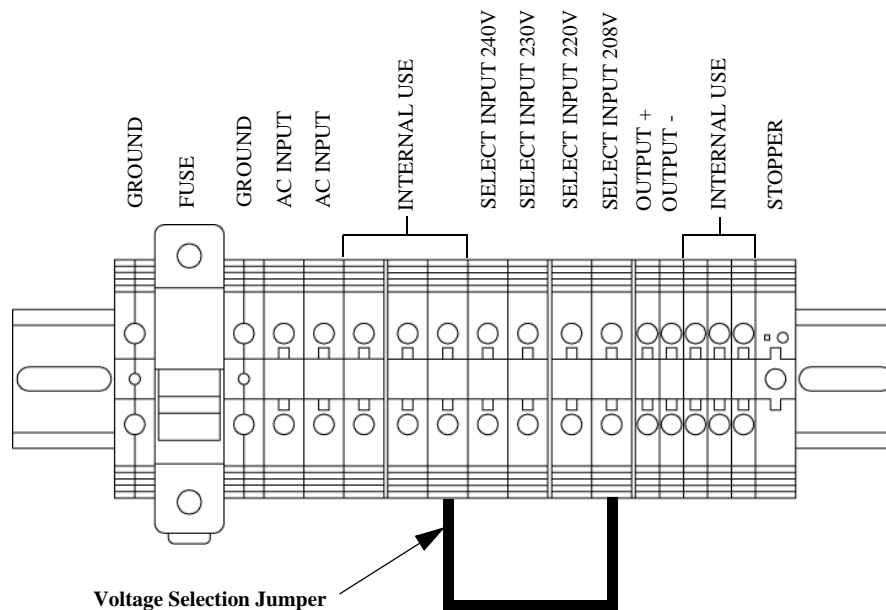 GROUND
FUSE
GROUND
AC INPUT
AC INPUT
INTERNAL USE
SELECT INPUT 240V
SELECT INPUT 230V
SELECT INPUT 220V
SELECT INPUT 208V
OUTPUT +
OUTPUT -
INTERNAL USE
STOPPER
Voltage Selection Jumper